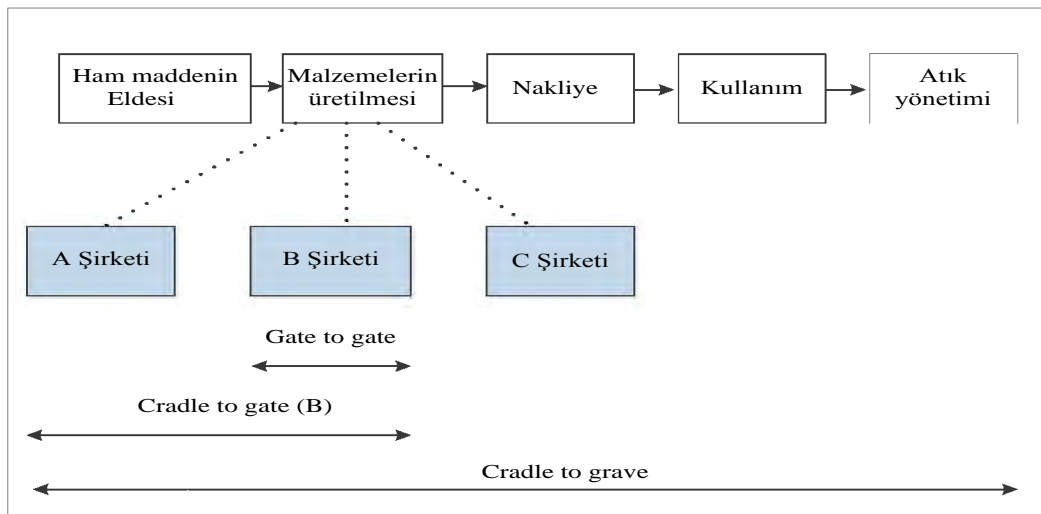 Ham maddenin
Eldesi
Malzemelerin
üretilmesi
Nakliye
Kullanım
Atık
yönetimi
A Şirketi
B Şirketi
C Şirketi
Gate to gate
Cradle to gate (B)
Cradle to grave